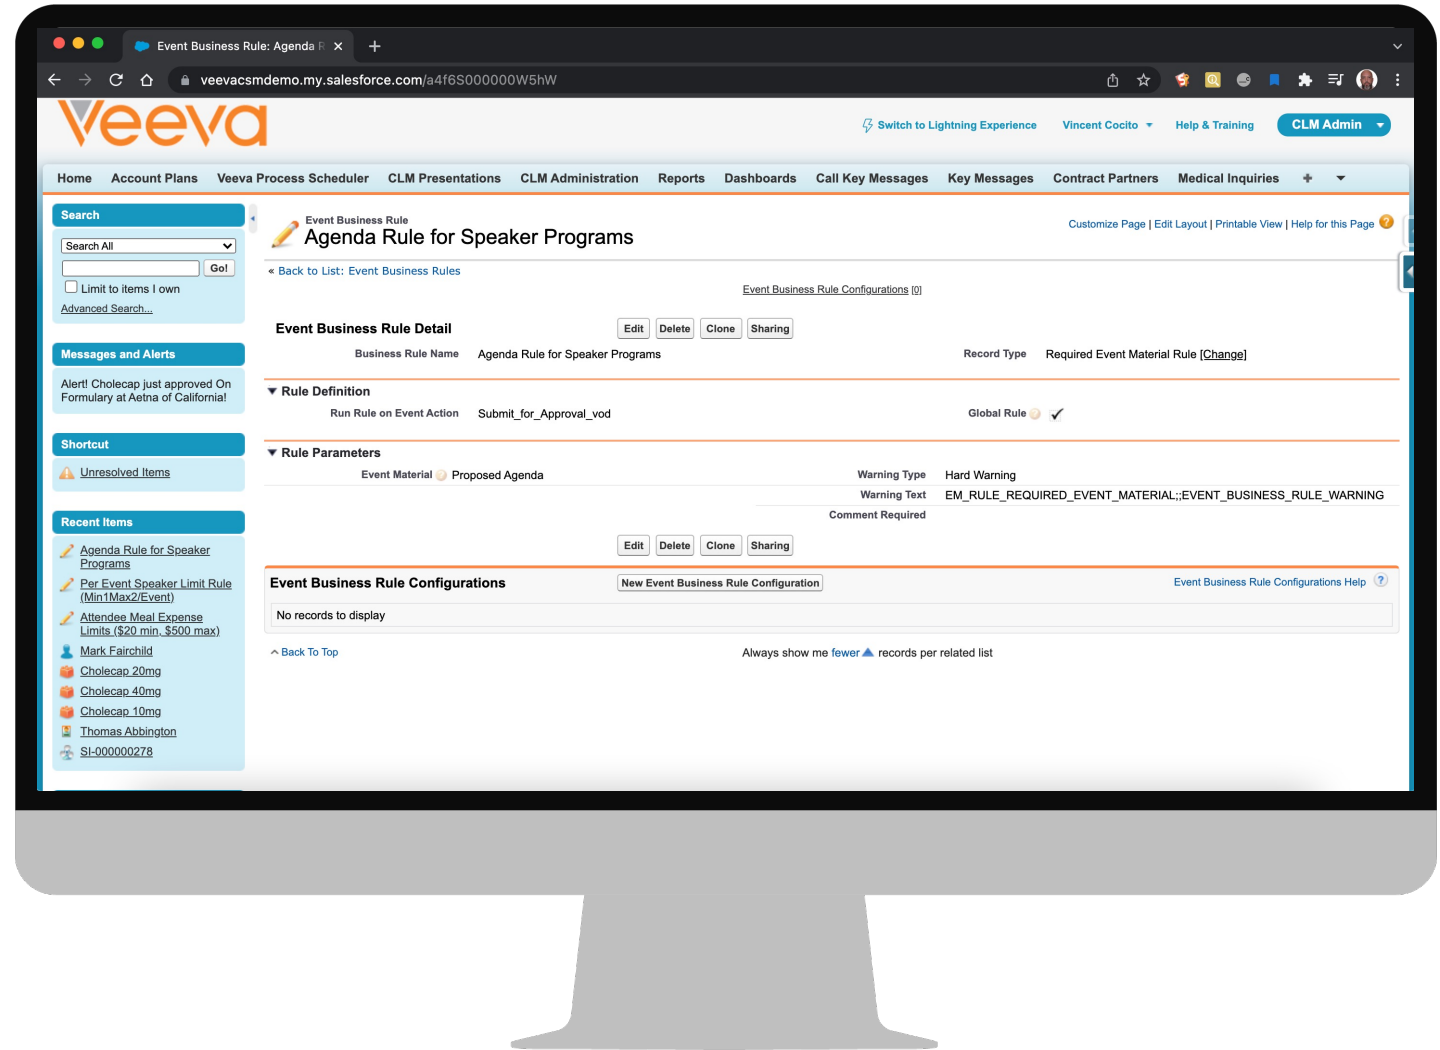 Event Business Rule: Agenda R
veevacsmdemo.my.salesforce.com/a4f6S000000W5hW
Veeva
Switch to Lightning Experience Vincent Cocito Help & Training CLM Admin
Home Account Plans Veeva Process Scheduler CLM Presentations CLM Administration Reports Dashboards Call Key Messages Key Messages Contract Partners Medical Inquiries
Search
Search All
Go!
Limit to items I own
Advanced Search...
Messages and Alerts
Alert! Cholecap just approved On
Formulary at Aetna of California!
Shortcut
Unresolved Items
Recent Items
Agenda Rule for Speaker
Programs
Per Event Speaker Limit Rule
(Min1Max2/Event)
Attendee Meal Expense
Limits ($20 min, $500 max)
Mark Fairchild
Cholecap 20mg
Cholecap 40mg
Cholecap 10mg
Thomas Abbington
SI-000000278
Event Business Rule
Agenda Rule for Speaker Programs
Customize Page | Edit Layout | Printable View | Help for this Page ?
« Back to List: Event Business Rules
Event Business Rule Configurations [0]
Event Business Rule Detail Edit Delete Clone Sharing
Business Rule Name Agenda Rule for Speaker Programs Record Type Required Event Material Rule [Change]
Rule Definition
Run Rule on Event Action Submit_for_Approval_vod Global Rule ? ✓
Rule Parameters
Event Material ? Proposed Agenda Warning Type Hard Warning
Warning Text EM_RULE_REQUIRED_EVENT_MATERIAL;;EVENT_BUSINESS_RULE_WARNING
Comment Required
Edit Delete Clone Sharing
Event Business Rule Configurations New Event Business Rule Configuration Event Business Rule Configurations Help ?
No records to display
Back To Top Always show me fewer records per related list